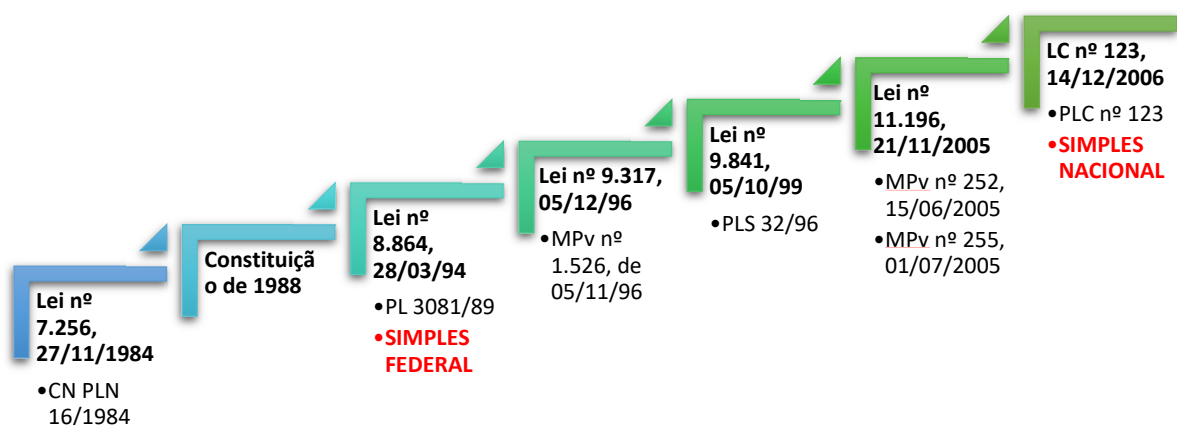 Lei nº
7.256,
27/11/1984
•CN PLN
16/1984
Constituiçã
o de 1988
Lei nº
8.864,
28/03/94
•PL 3081/89
•SIMPLES
FEDERAL
Lei nº 9.317,
05/12/96
•MPv nº
1.526, de
05/11/96
Lei nº
9.841,
05/10/99
•PLS 32/96
Lei nº
11.196,
21/11/2005
•MPv nº 252,
15/06/2005
•MPv nº 255,
01/07/2005
LC nº 123,
14/12/2006
•PLC nº 123
•SIMPLES
NACIONAL